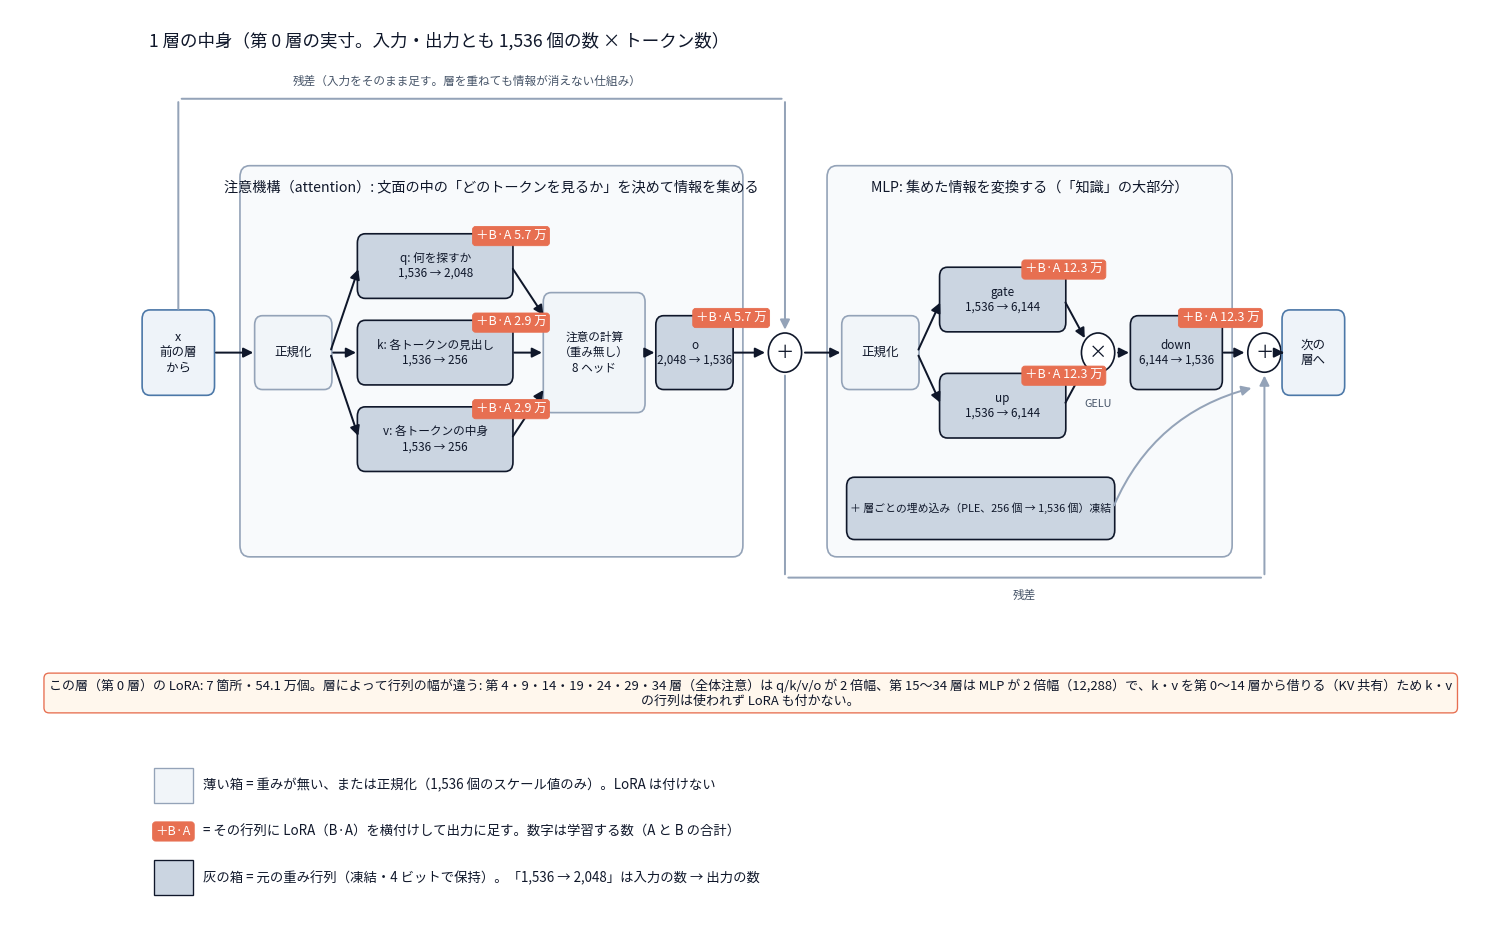 1 層の中身（第 0 層の実寸。入力・出力とも 1,536 個の数 × トークン数）
残差（入力をそのまま足す。層を重ねても情報が消えない仕組み）
注意機構（attention）: 文面の中の「どのトークンを見るか」を決めて情報を集める
MLP: 集めた情報を変換する（「知識」の大部分）
x
前の層
から
正規化
＋B·A 5.7 万
q: 何を探すか
1,536 → 2,048
＋B·A 2.9 万
k: 各トークンの見出し
1,536 → 256
＋B·A 2.9 万
v: 各トークンの中身
1,536 → 256
注意の計算
（重み無し）
8 ヘッド
＋B·A 5.7 万
o
2,048 → 1,536
+
正規化
＋B·A 12.3 万
gate
1,536 → 6,144
＋B·A 12.3 万
up
1,536 → 6,144
×
GELU
＋B·A 12.3 万
down
6,144 → 1,536
+
次の
層へ
＋ 層ごとの埋め込み（PLE、256 個 → 1,536 個）凍結
残差
この層（第 0 層）の LoRA: 7 箇所・54.1 万個。層によって行列の幅が違う: 第 4・9・14・19・24・29・34 層（全体注意）は q/k/v/o が 2 倍幅、第 15〜34 層は MLP が 2 倍幅（12,288）で、k・v を第 0〜14 層から借りる（KV 共有）ため k・v
の行列は使われず LoRA も付かない。
薄い箱 = 重みが無い、または正規化（1,536 個のスケール値のみ）。LoRA は付けない
＋B·A = その行列に LoRA（B·A）を横付けして出力に足す。数字は学習する数（A と B の合計）
灰の箱 = 元の重み行列（凍結・4 ビットで保持）。「1,536 → 2,048」は入力の数 → 出力の数